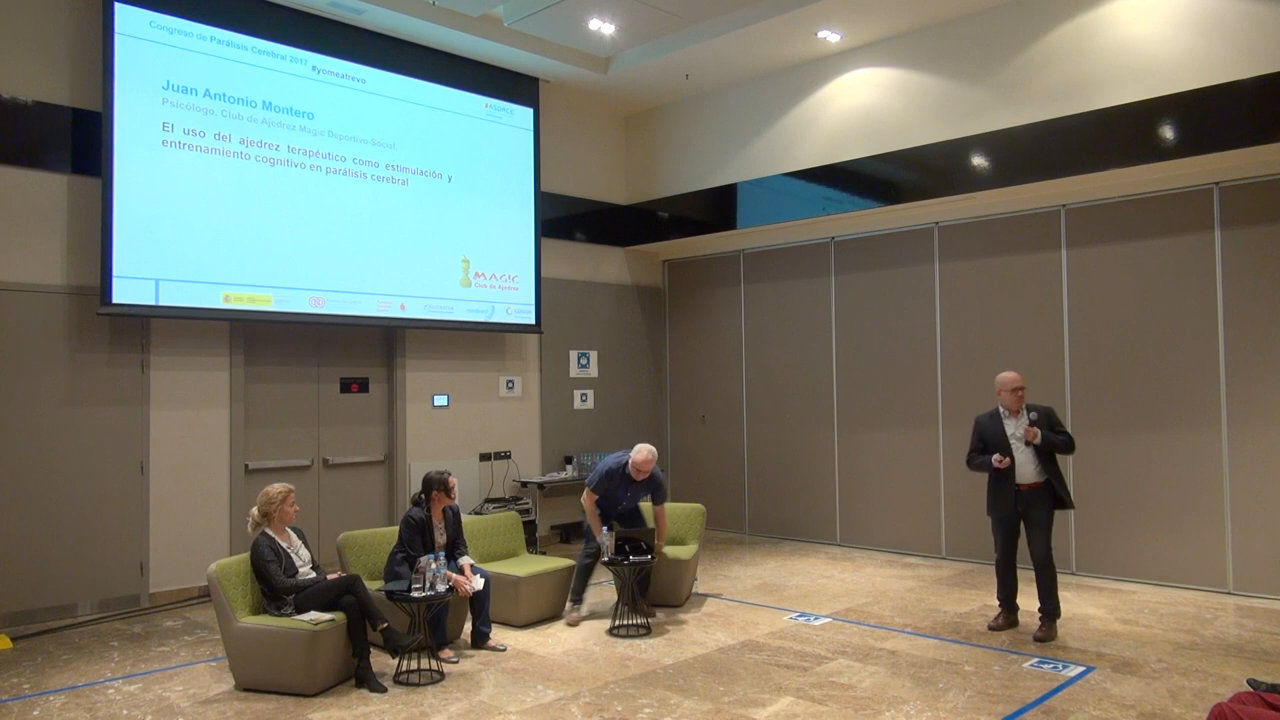 Congreso de Parálisis Cerebral 2017 #yomeatrevo
ASPACE
Juan Antonio Montero
Psicólogo, Club de Ajedrez Magic Deportivo-Social.
El uso del ajedrez terapéutico como estimulación y
entrenamiento cognitivo en parálisis cerebral
MAGIC
Club de Ajedrez